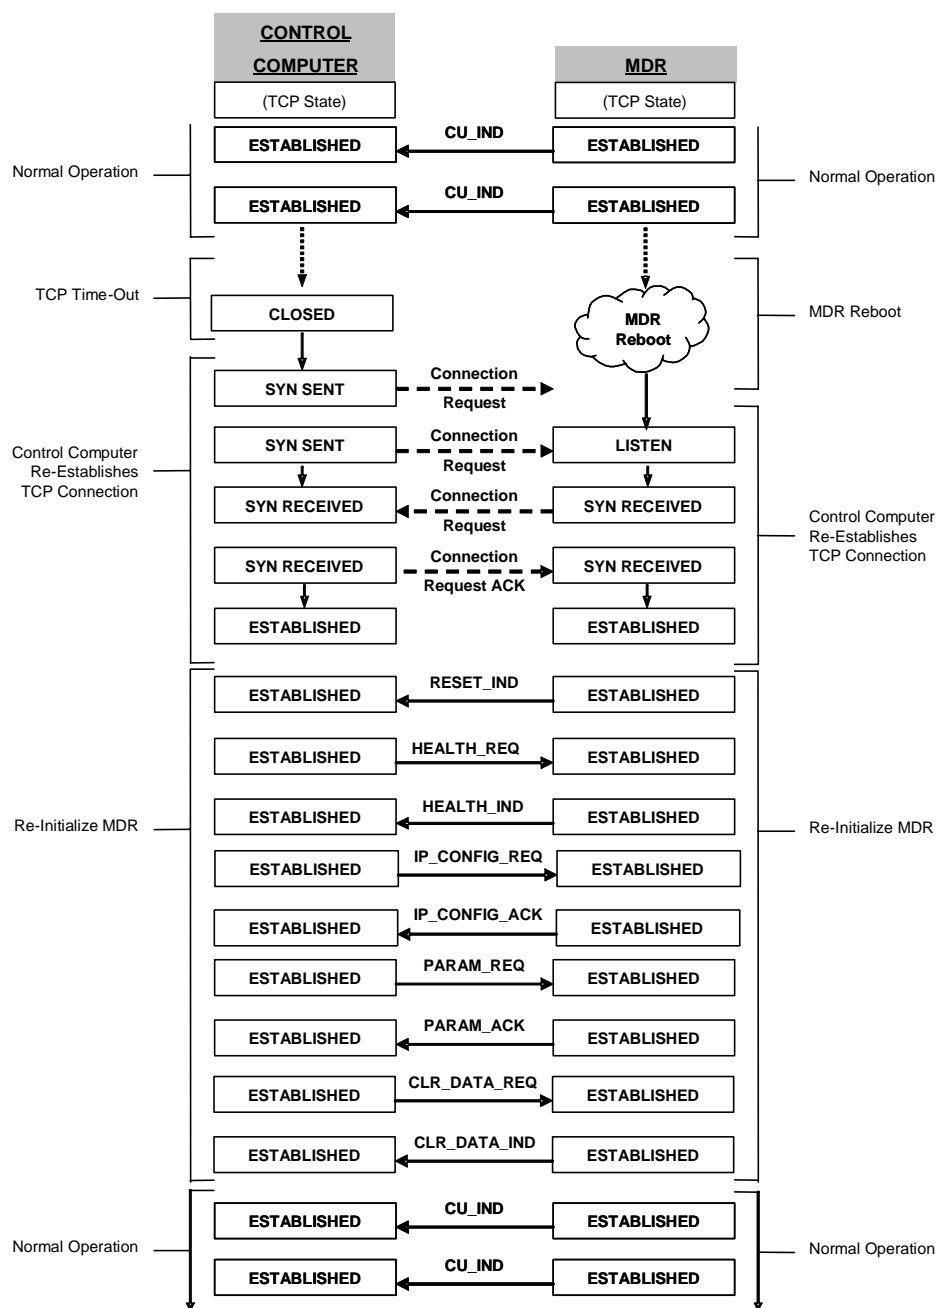 CONTROL
COMPUTER
MDR
(TCP State)
(TCP State)
Normal Operation
ESTABLISHED
CU_IND
ESTABLISHED
Normal Operation
ESTABLISHED
CU_IND
ESTABLISHED
TCP Time-Out
CLOSED
MDR
Reboot
MDR Reboot
SYN SENT
Connection
Request
Control Computer
Re-Establishes
TCP Connection
SYN SENT
Connection
Request
LISTEN
SYN RECEIVED
Connection
Request
SYN RECEIVED
Control Computer
Re-Establishes
TCP Connection
SYN RECEIVED
Connection
Request ACK
SYN RECEIVED
ESTABLISHED
ESTABLISHED
ESTABLISHED
RESET_IND
ESTABLISHED
ESTABLISHED
HEALTH_REQ
ESTABLISHED
Re-Initialize MDR
ESTABLISHED
HEALTH_IND
ESTABLISHED
Re-Initialize MDR
ESTABLISHED
IP_CONFIG_REQ
ESTABLISHED
ESTABLISHED
IP_CONFIG_ACK
ESTABLISHED
ESTABLISHED
PARAM_REQ
ESTABLISHED
ESTABLISHED
PARAM_ACK
ESTABLISHED
ESTABLISHED
CLR_DATA_REQ
ESTABLISHED
ESTABLISHED
CLR_DATA_IND
ESTABLISHED
ESTABLISHED
CU_IND
ESTABLISHED
Normal Operation
Normal Operation
ESTABLISHED
CU_IND
ESTABLISHED